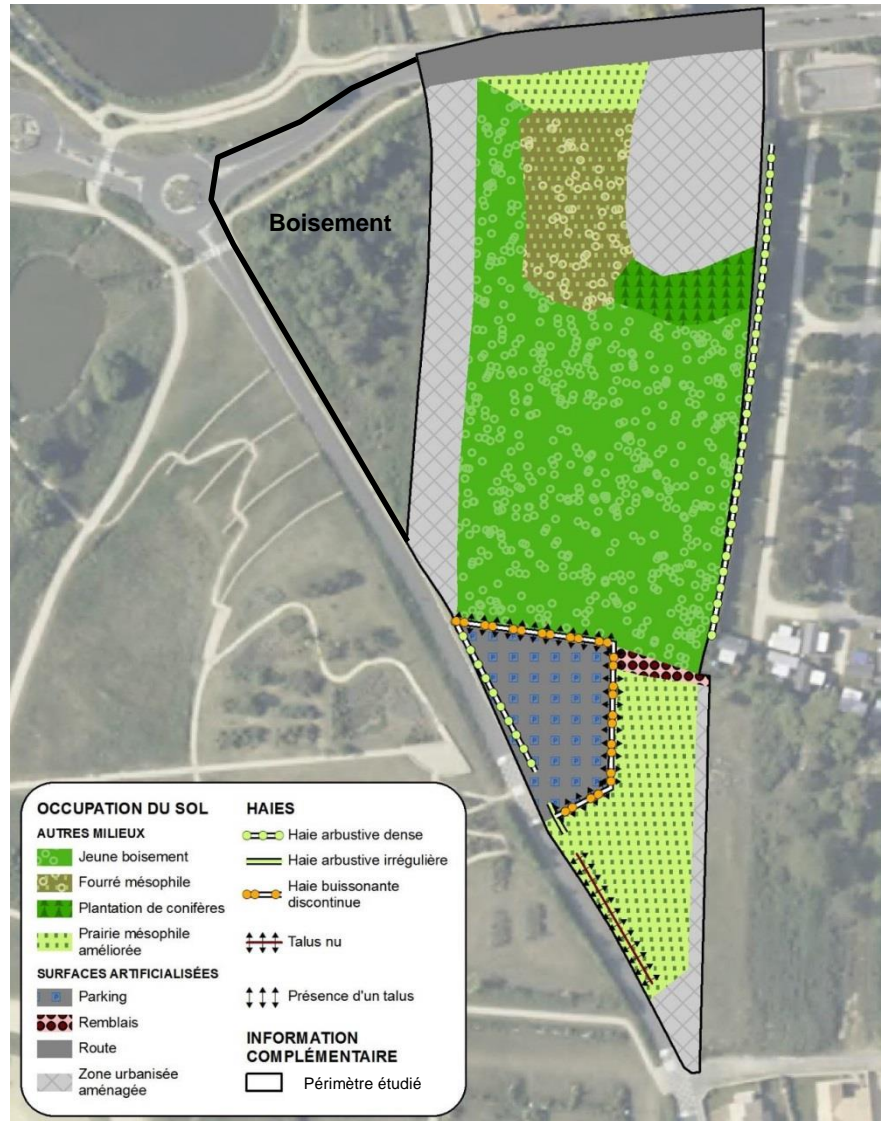 Boisement
OCCUPATION DU SOL
AUTRES MILIEUX
Jeune boisement
Fourré mésophile
Plantation de conifères
Prairie mésophile
améliorée
SURFACES ARTIFICIALISÉES
P Parking
Remblais
Route
Zone urbanisée
aménagée
HAIES
Haie arbustive dense
Haie arbustive irrégulière
Haie buissonante
discontinue
Talus nu
Présence d'un talus
INFORMATION
COMPLÉMENTAIRE
Périmètre étudié